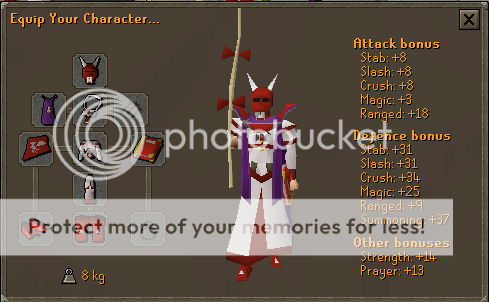 Equip Your Character...
Attack bonus
Stab: +8
Slash: +8
Crush: +8
Magic: +3
Ranged: +18
Defence bonus
Stab: +31
Slash: +31
Crush: +34
Magic: +25
Ranged: +9
Summoning: +37
Other bonuses
Strength: +14
Prayer: +13
8 kg
photobucket
Protect more of your memories for less!